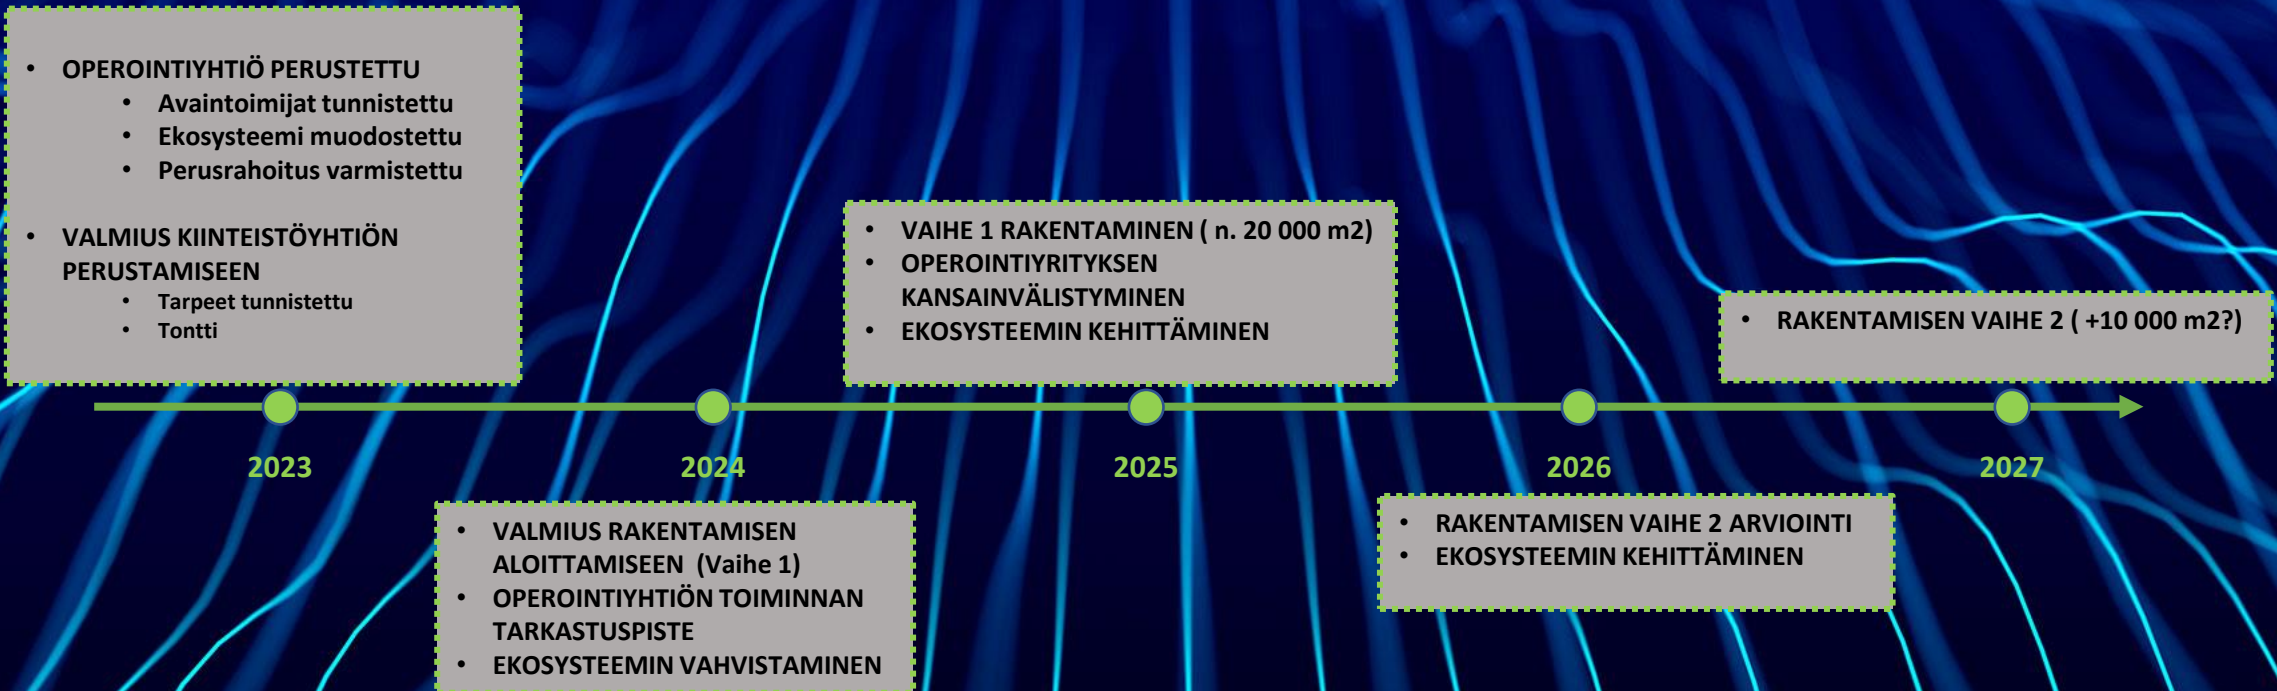 • OPEROINTIYHTIÖ PERUSTETTU
• Avaintoimijat tunnistettu
• Ekosysteemi muodostettu
• Perusrahoitus varmistettu
• VALMIUS KIINTEISTÖYHTIÖN
PERUSTAMISEEN
• Tarpeet tunnistettu
• Tontti
• VAIHE 1 RAKENTAMINEN ( n. 20 000 m2)
• OPEROINTIYRITYKSEN
KANSAINVÄLISTYMINEN
• EKOSYSTEEMIN KEHITTÄMINEN
• RAKENTAMISEN VAIHE 2 ( +10 000 m2?)
2023
2024
2025
2026
2027
• VALMIUS RAKENTAMISEN
ALOITTAMISEEN (Vaihe 1)
• OPEROINTIYHTIÖN TOIMINNAN
TARKASTUSPISTE
• EKOSYSTEEMIN VAHVISTAMINEN
• RAKENTAMISEN VAIHE 2 ARVIOINTI
• EKOSYSTEEMIN KEHITTÄMINEN